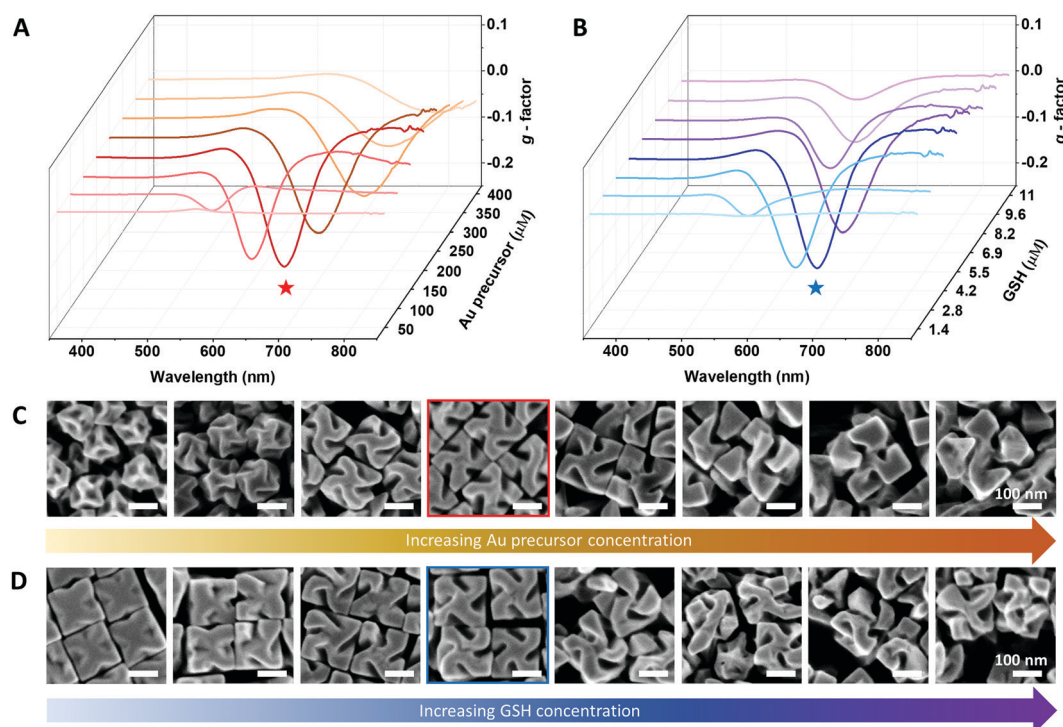 A
0.1
0.0
-0.1
-0.2
g - factor
400
350
300
250
200
150
100
50
Au precursor (μM)
400 500 600 700 800
Wavelength (nm)
B
0.1
0.0
-0.1
-0.2
g - factor
11
9.6
8.2
6.9
5.5
4.2
2.8
1.4
GSH (μM)
400 500 600 700 800
Wavelength (nm)
C
100 nm
Increasing Au precursor concentration
D
100 nm
Increasing GSH concentration